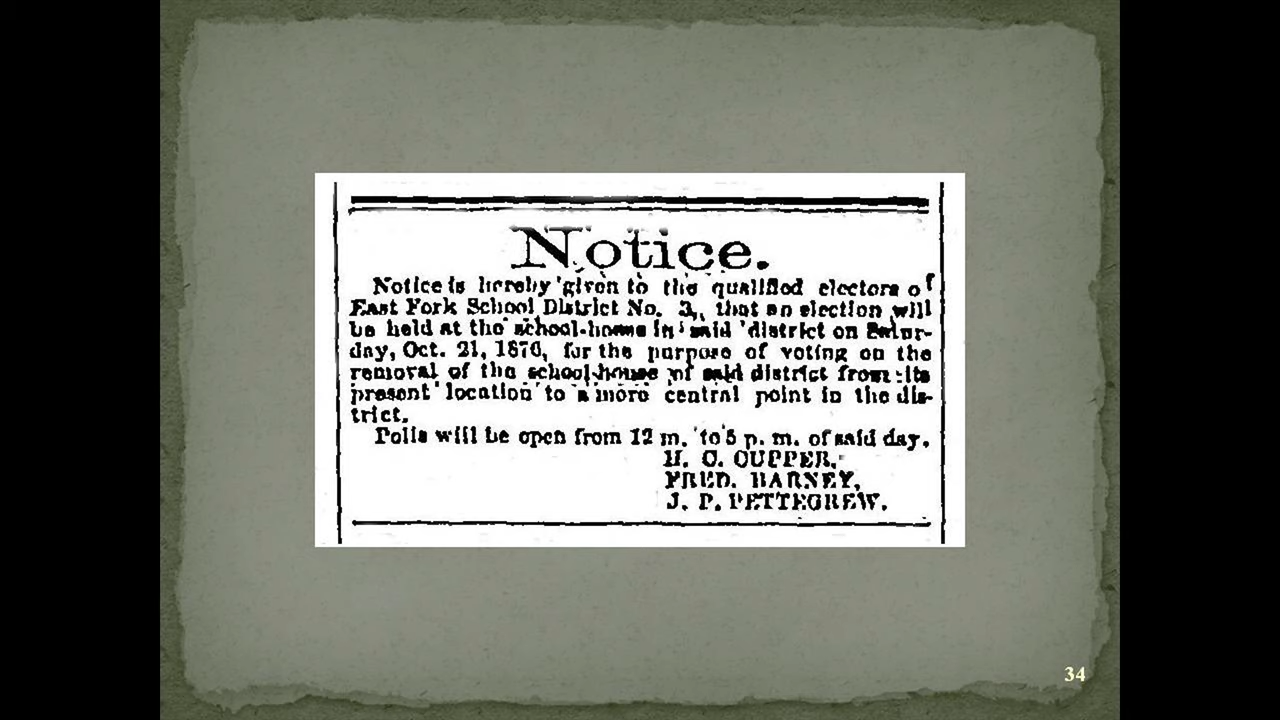 Notice.
Notice is hereby given to the qualified electors of
East Fork School District No. 3, that an election will
be held at the school-house in said district on Satur-
day, Oct. 21, 1876, for the purpose of voting on the
removal of the school-house of said district from its
present location to a more central point in the dis-
trict.
Polls will be open from 12 m. to 5 p. m. of said day.
H. C. CUPPER,
FRED. BARNEY,
J. P. PETTEGREW.
34